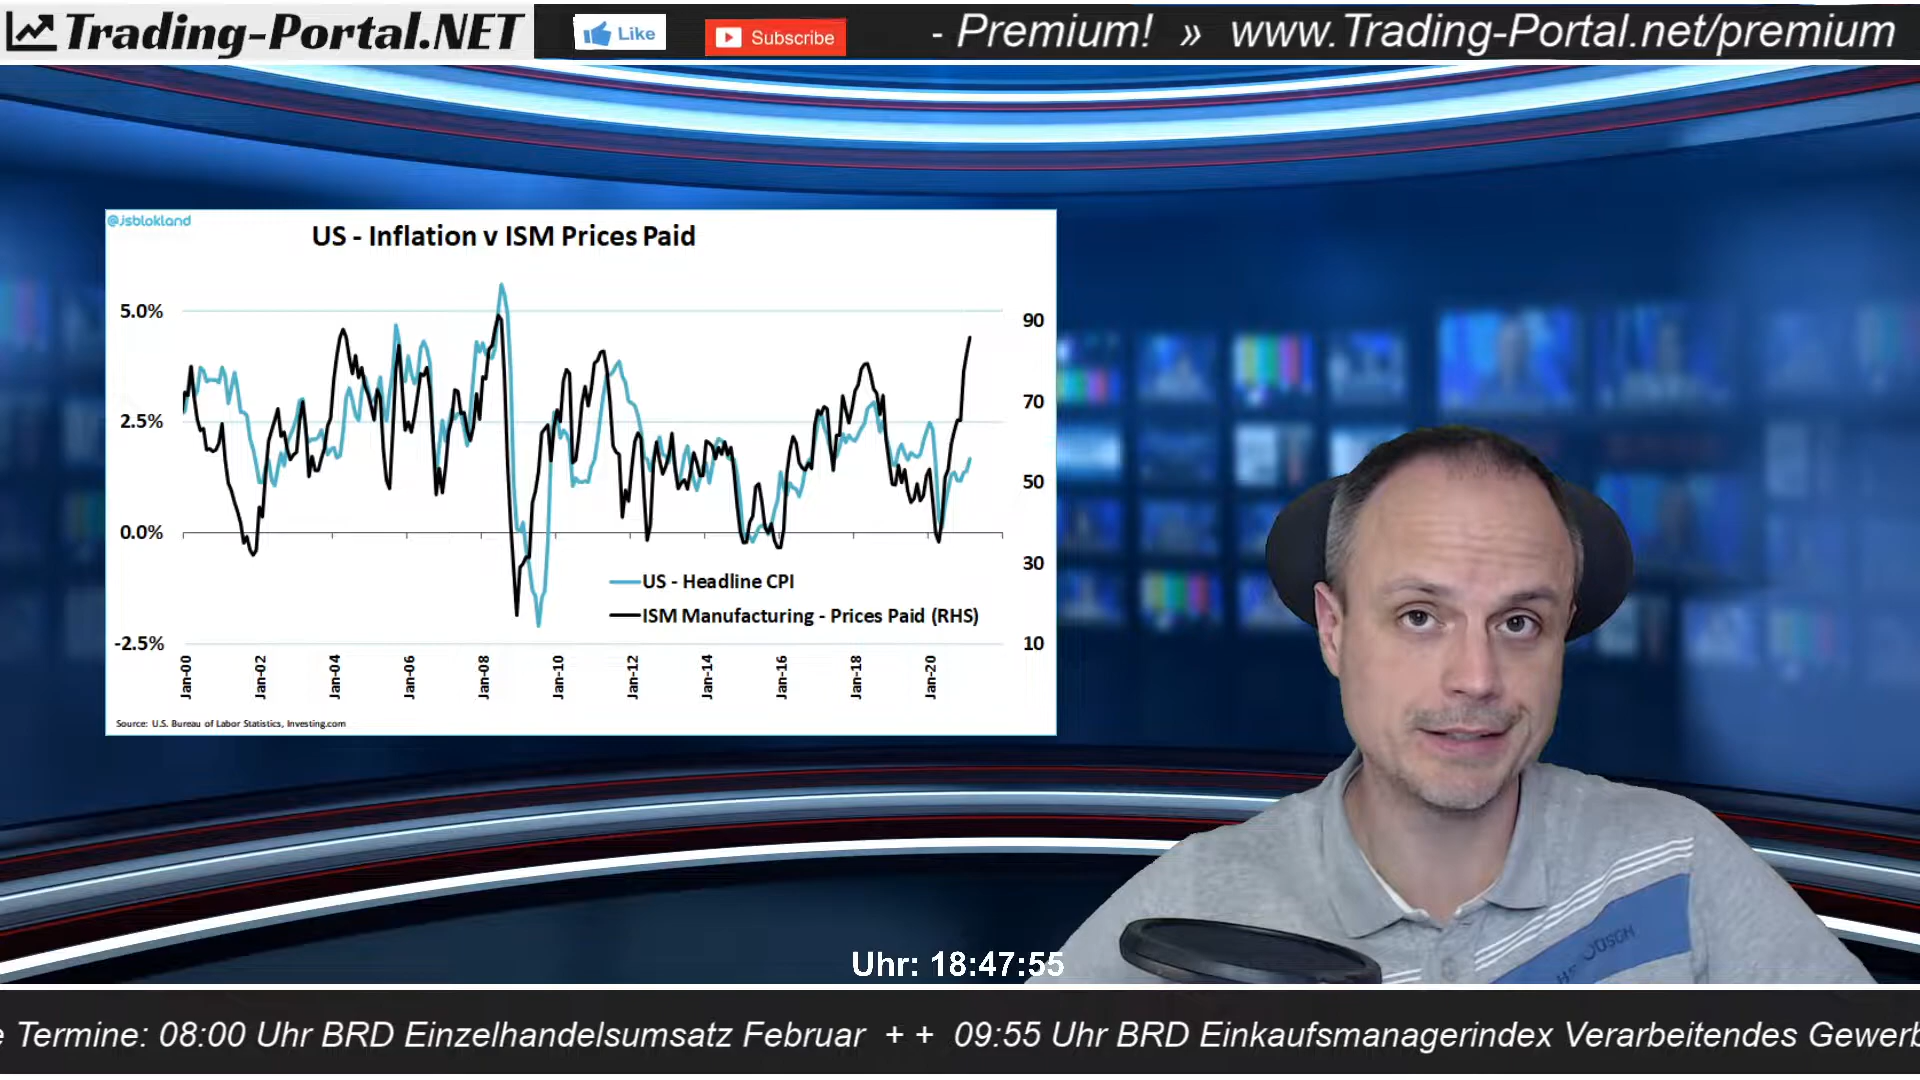 Trading-Portal.NET
Like
Subscribe
- Premium! » www.Trading-Portal.net/premium
@jsblokland
US - Inflation v ISM Prices Paid
5.0%
2.5%
0.0%
-2.5%
90
70
50
30
10
US - Headline CPI
ISM Manufacturing - Prices Paid (RHS)
Jan-00
Jan-02
Jan-04
Jan-06
Jan-08
Jan-10
Jan-12
Jan-14
Jan-16
Jan-18
Jan-20
Source: U.S. Bureau of Labor Statistics, Investing.com
Uhr: 18:47:55
e Termine: 08:00 Uhr BRD Einzelhandelsumsatz Februar + + 09:55 Uhr BRD Einkaufsmanagerindex Verarbeitendes Gewerb